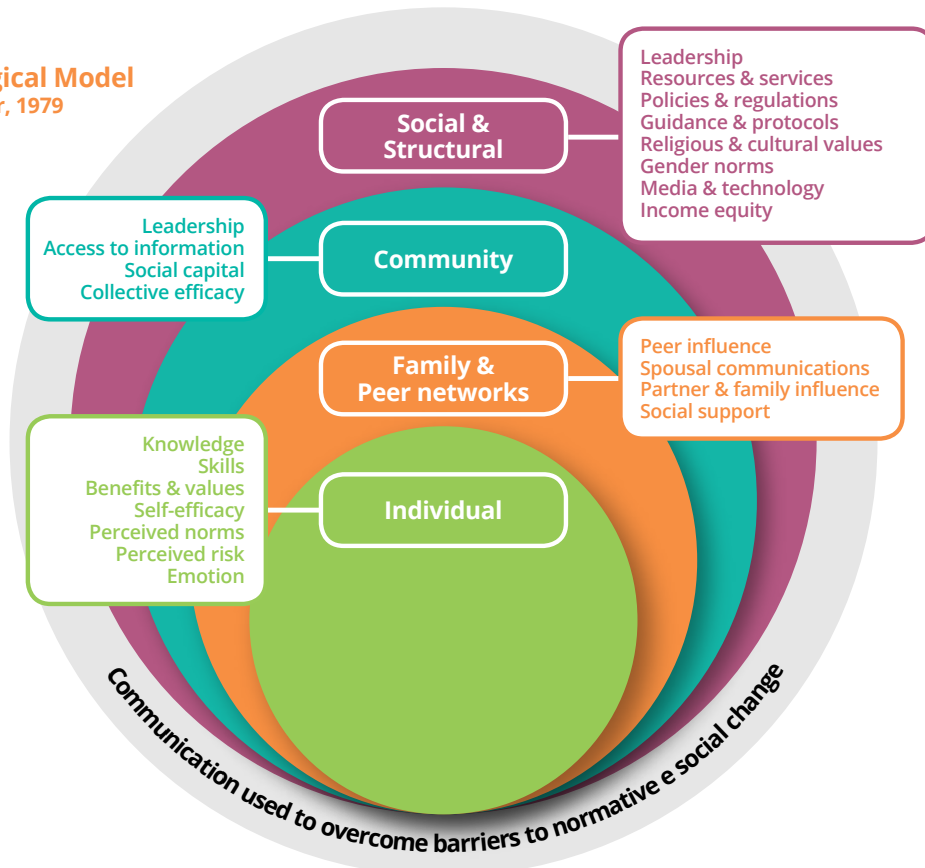 gical Model
r, 1979
Social &
Structural
Leadership
Resources & services
Policies & regulations
Guidance & protocols
Religious & cultural values
Gender norms
Media & technology
Income equity
Leadership
Access to information
Social capital
Collective efficacy
Community
Family &
Peer networks
Peer influence
Spousal communications
Partner & family influence
Social support
Knowledge
Skills
Benefits & values
Self-efficacy
Perceived norms
Perceived risk
Emotion
Individual
Communication used to overcome barriers to normative e social change